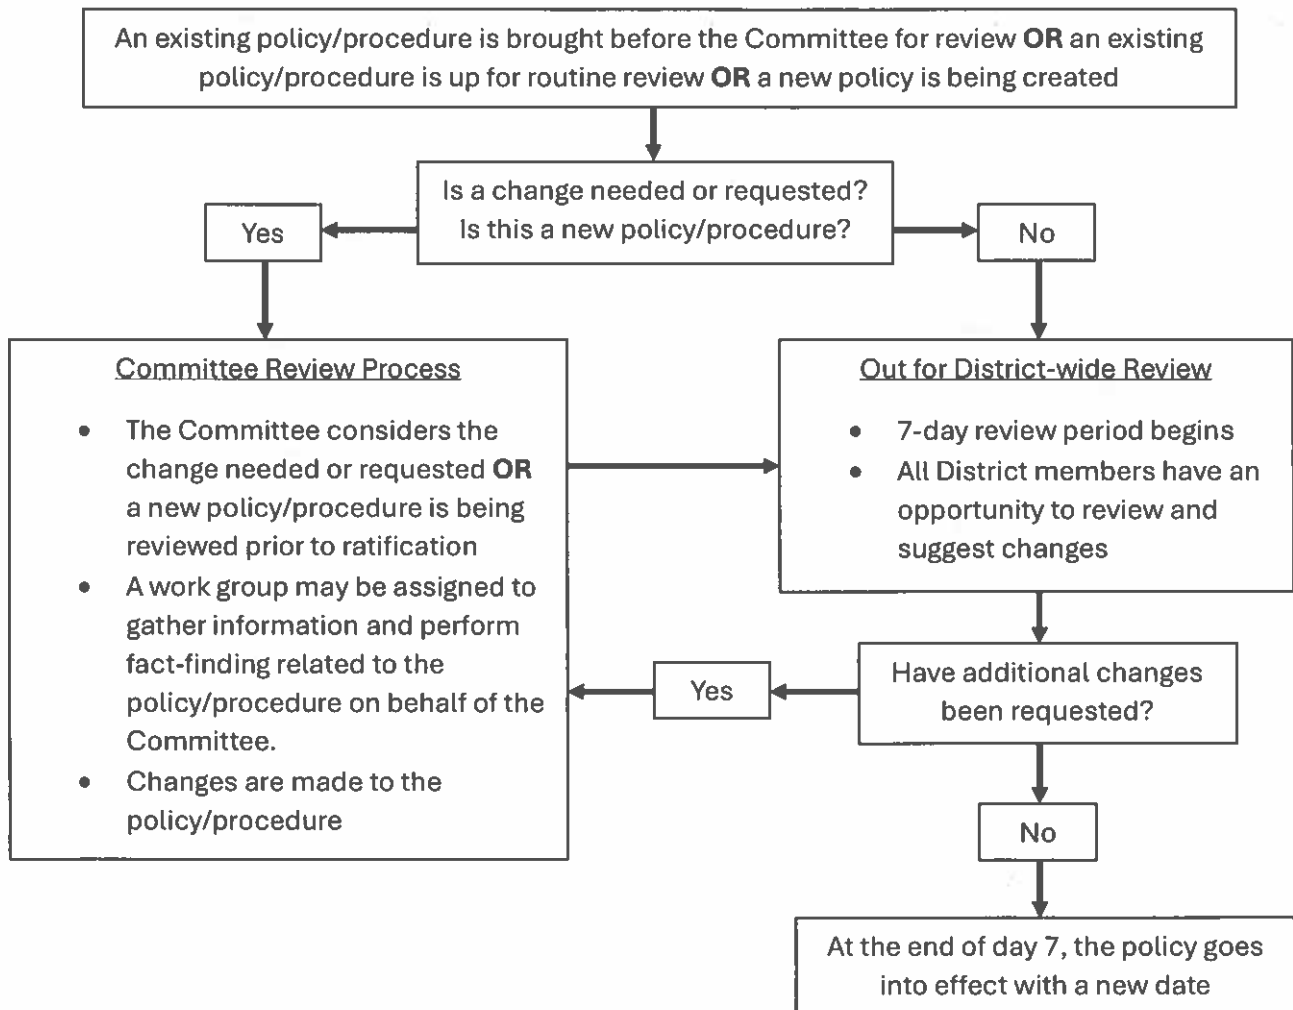 An existing policy/procedure is brought before the Committee for review OR an existing
policy/procedure is up for routine review OR a new policy is being created
Is a change needed or requested?
Is this a new policy/procedure?
Yes
No
Committee Review Process
• The Committee considers the
change needed or requested OR
a new policy/procedure is being
reviewed prior to ratification
• A work group may be assigned to
gather information and perform
fact-finding related to the
policy/procedure on behalf of the
Committee.
• Changes are made to the
policy/procedure
Out for District-wide Review
• 7-day review period begins
• All District members have an
opportunity to review and
suggest changes
Have additional changes
been requested?
Yes
No
At the end of day 7, the policy goes
into effect with a new date